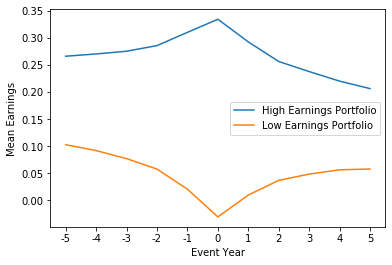 0.35
0.30
0.25
0.20
0.15
0.10
0.05
0.00
Mean Earnings
High Earnings Portfolio
Low Earnings Portfolio
-5 -4 -3 -2 -1 0 1 2 3 4 5
Event Year